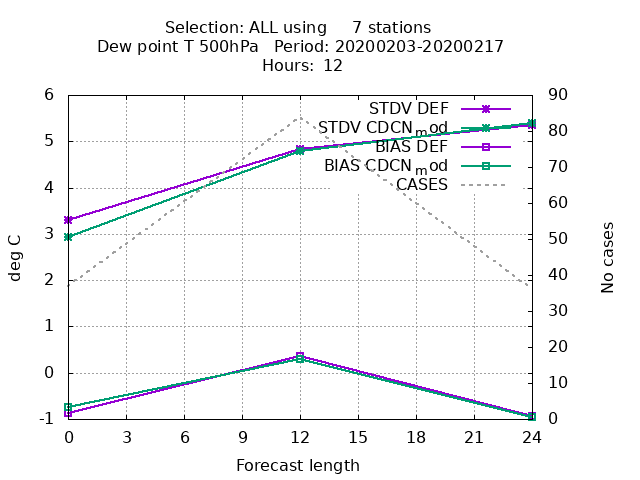 Selection: ALL using     7 stations
Dew point T 500hPa   Period: 20200203-20200217
Hours: 12
STDV DEF
STDV CDCNmod
BIAS DEF
BIAS CDCNmod
CASES
6
5
4
3
2
1
0
-1
90
80
70
60
50
40
30
20
10
0
deg C
No cases
0 3 6 9 12 15 18 21 24
Forecast length